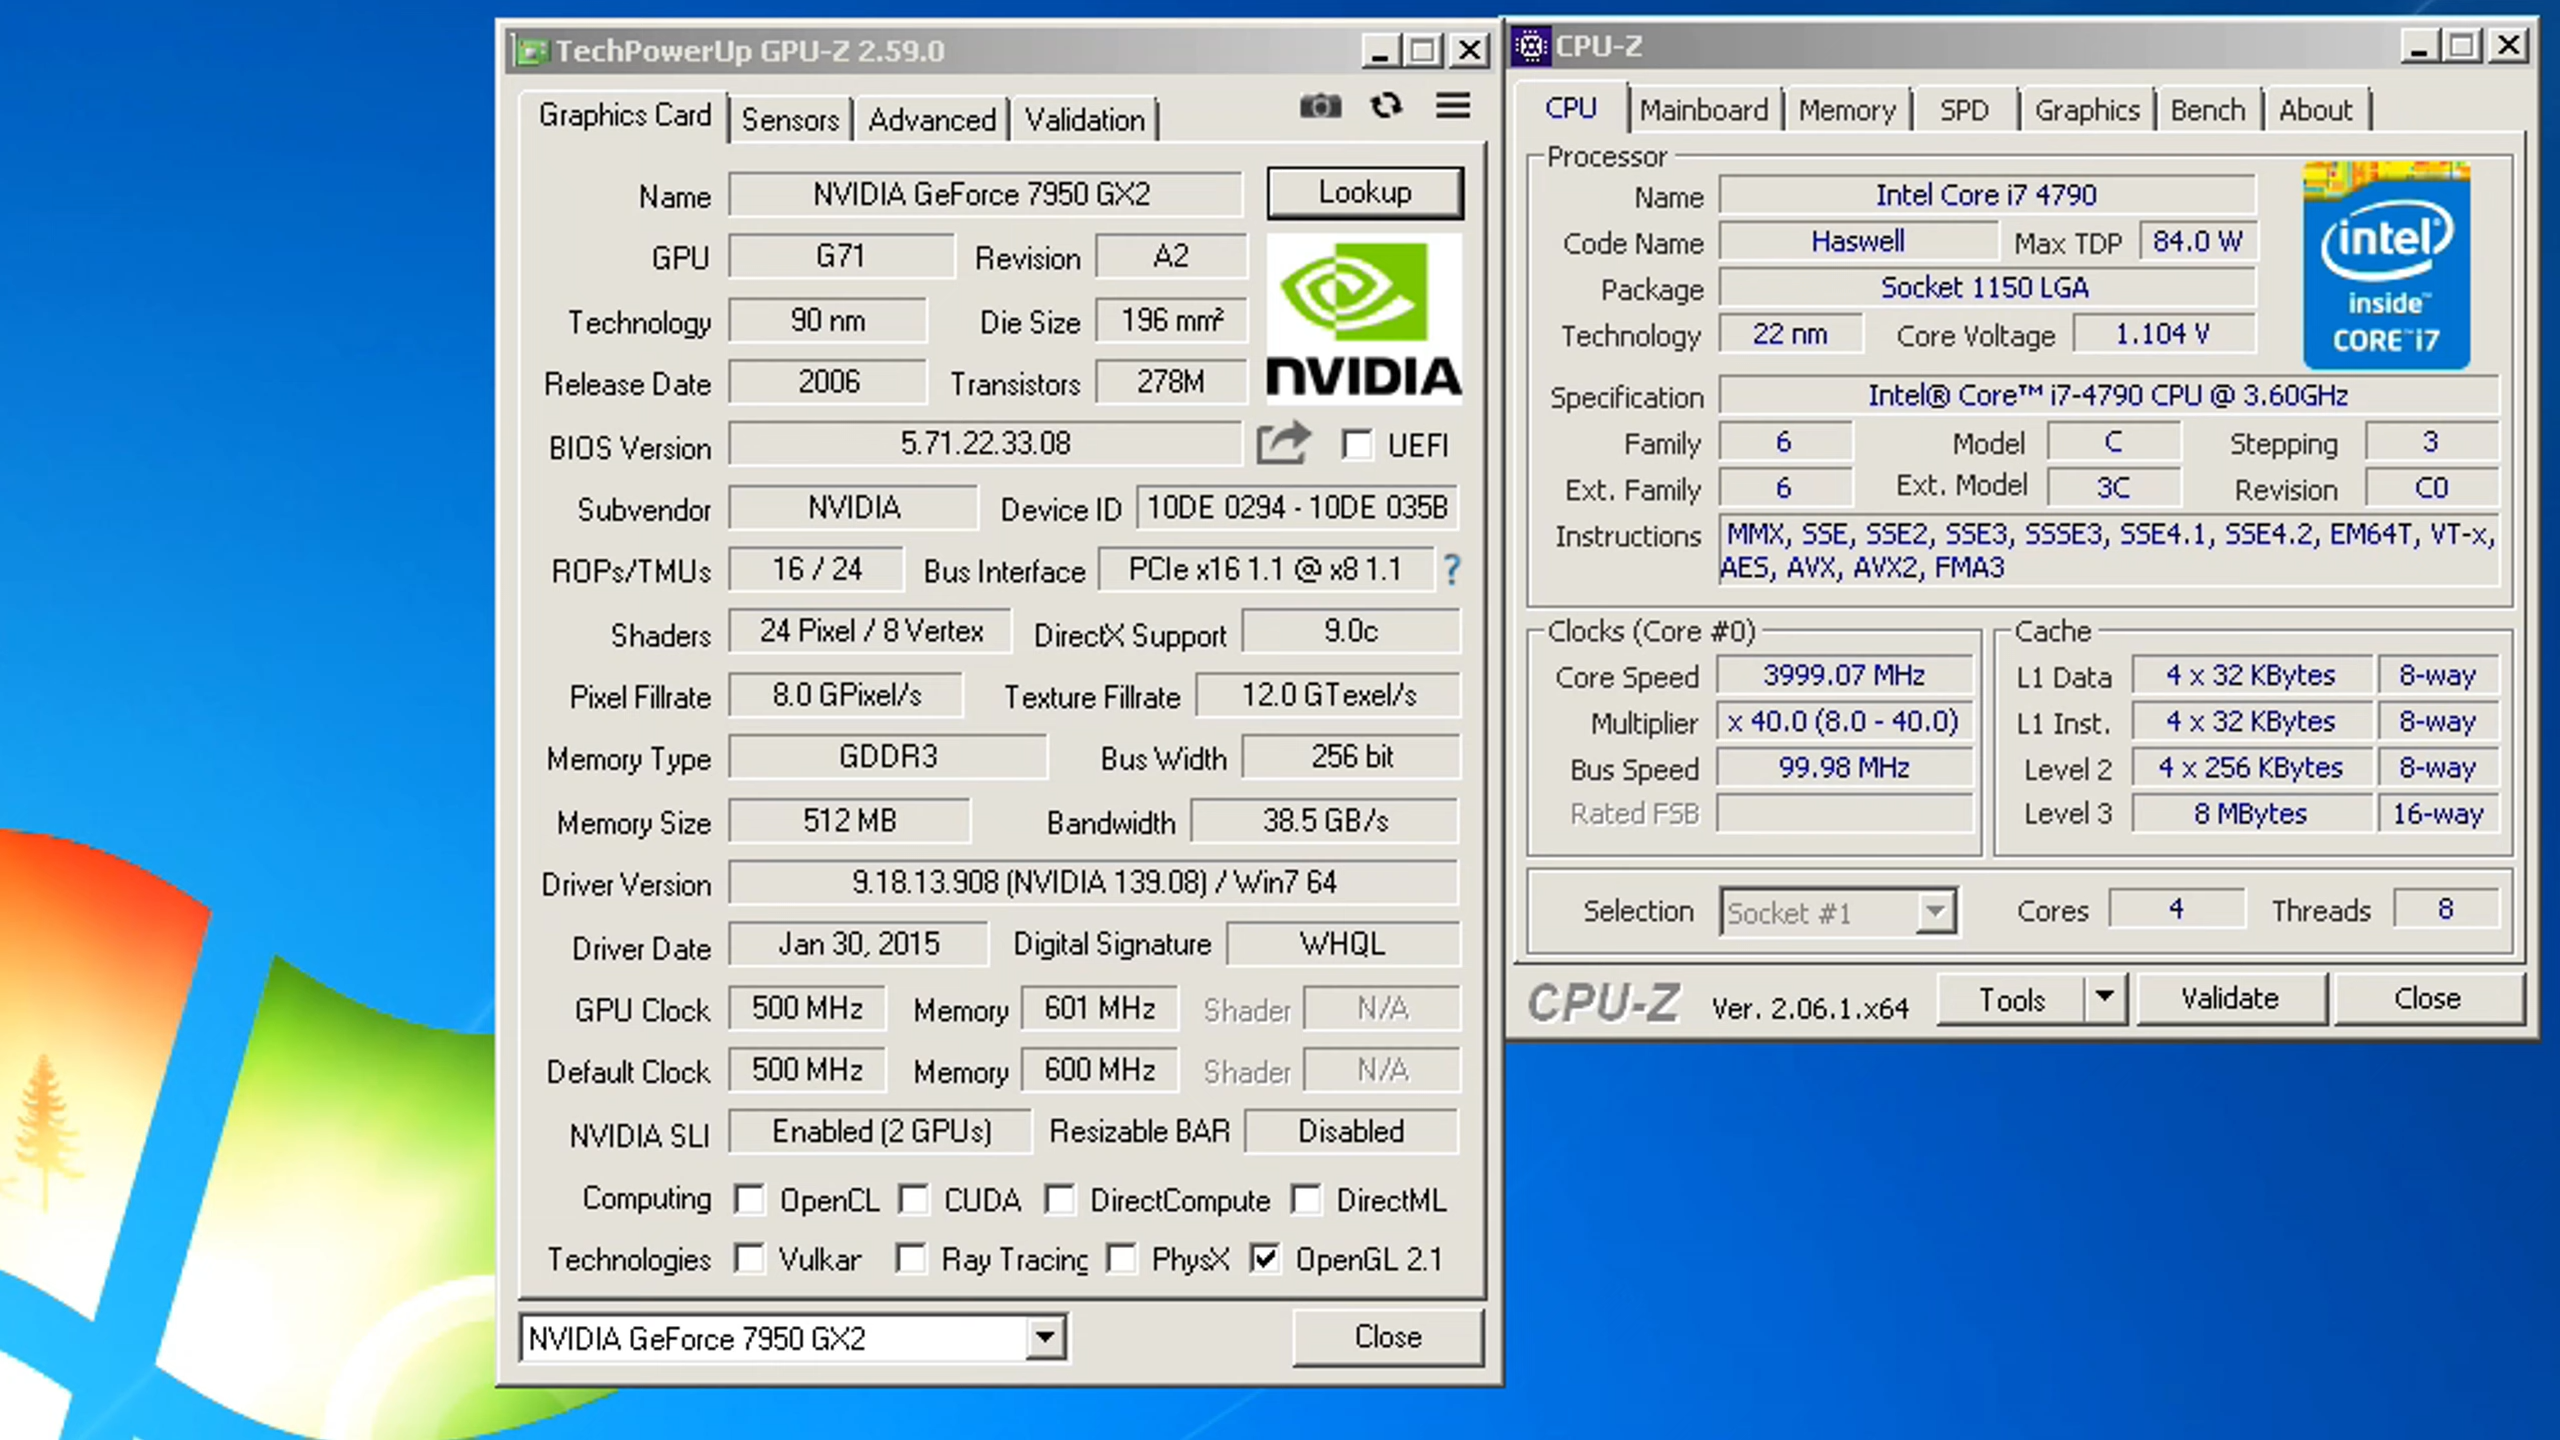 TechPowerUp GPU-Z 2.59.0
Graphics Card Sensors Advanced Validation
Name NVIDIA GeForce 7950 GX2 Lookup
GPU G71 Revision A2
Technology 90 nm Die Size 196 mm²
Release Date 2006 Transistors 278M
NVIDIA
BIOS Version 5.71.22.33.08 UEFI
Subvendor NVIDIA Device ID 10DE 0294 - 10DE 035B
ROPs/TMUs 16 / 24 Bus Interface PCIe x16 1.1 @ x8 1.1 ?
Shaders 24 Pixel / 8 Vertex DirectX Support 9.0c
Pixel Fillrate 8.0 GPixel/s Texture Fillrate 12.0 GTexel/s
Memory Type GDDR3 Bus Width 256 bit
Memory Size 512 MB Bandwidth 38.5 GB/s
Driver Version 9.18.13.908 (NVIDIA 139.08) / Win7 64
Driver Date Jan 30, 2015 Digital Signature WHQL
GPU Clock 500 MHz Memory 601 MHz Shader N/A
Default Clock 500 MHz Memory 600 MHz Shader N/A
NVIDIA SLI Enabled (2 GPUs) Resizable BAR Disabled
Computing OpenCL CUDA DirectCompute DirectML
Technologies Vulkan Ray Tracing PhysX OpenGL 2.1
NVIDIA GeForce 7950 GX2 Close
CPU-Z
CPU Mainboard Memory SPD Graphics Bench About
Processor
Name Intel Core i7 4790
Code Name Haswell Max TDP 84.0 W
Package Socket 1150 LGA
Technology 22 nm Core Voltage 1.104 V
intel
inside™
CORE™i7
Specification Intel® Core™ i7-4790 CPU @ 3.60GHz
Family 6 Model C Stepping 3
Ext. Family 6 Ext. Model 3C Revision C0
Instructions MMX, SSE, SSE2, SSE3, SSSE3, SSE4.1, SSE4.2, EM64T, VT-x,
AES, AVX, AVX2, FMA3
Clocks (Core #0)
Core Speed 3999.07 MHz
Multiplier x 40.0 (8.0 - 40.0)
Bus Speed 99.98 MHz
Rated FSB
Cache
L1 Data 4 x 32 KBytes 8-way
L1 Inst. 4 x 32 KBytes 8-way
Level 2 4 x 256 KBytes 8-way
Level 3 8 MBytes 16-way
Selection Socket #1 Cores 4 Threads 8
CPU-Z Ver. 2.06.1.x64 Tools Validate Close